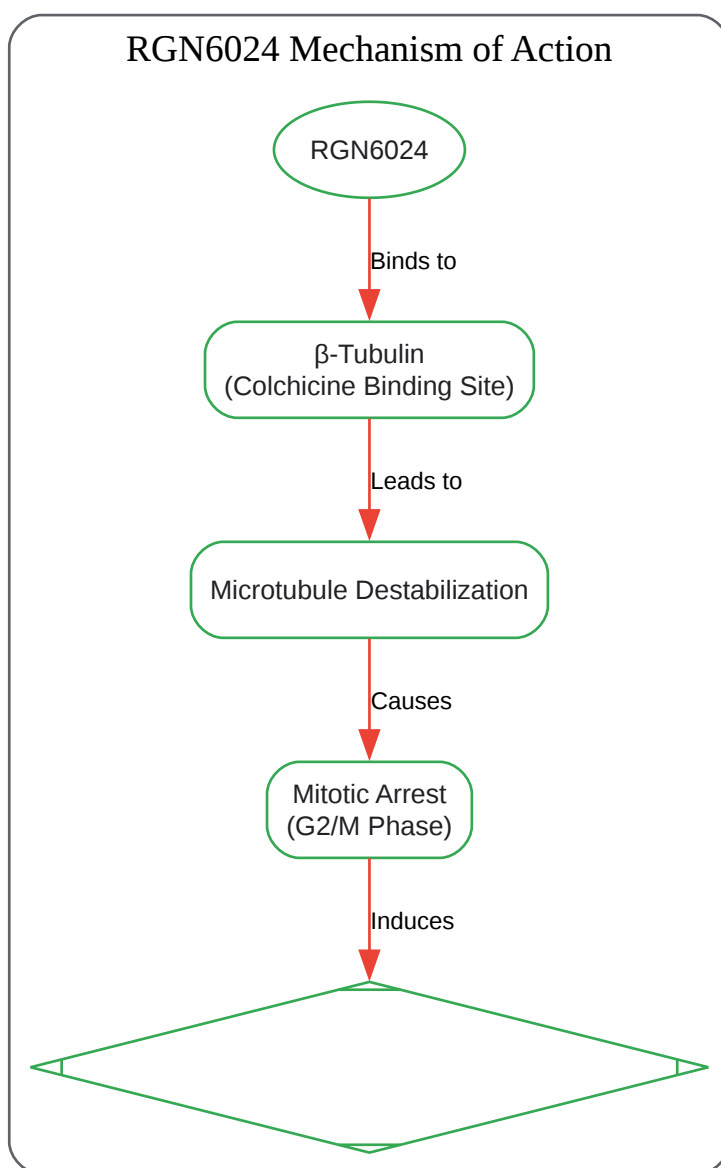 RGN6024 Mechanism of Action
RGN6024
Binds to
β-Tubulin
(Colchicine Binding Site)
Leads to
Microtubule Destabilization
Causes
Mitotic Arrest
(G2/M Phase)
Induces